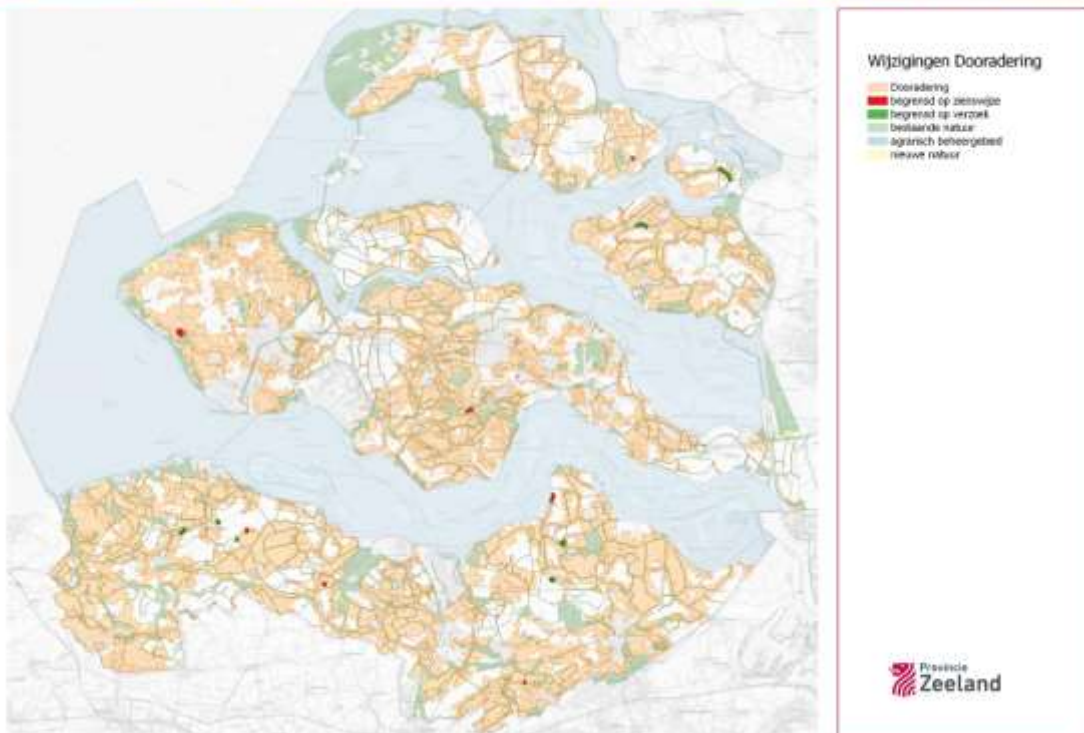 Wijzigingen Dooradering
Dooradering
begrensd op zienswijze
begrensd op verzoek
bestaande natuur
agrarisch beheergebied
nieuwe natuur
Provincie
Zeeland